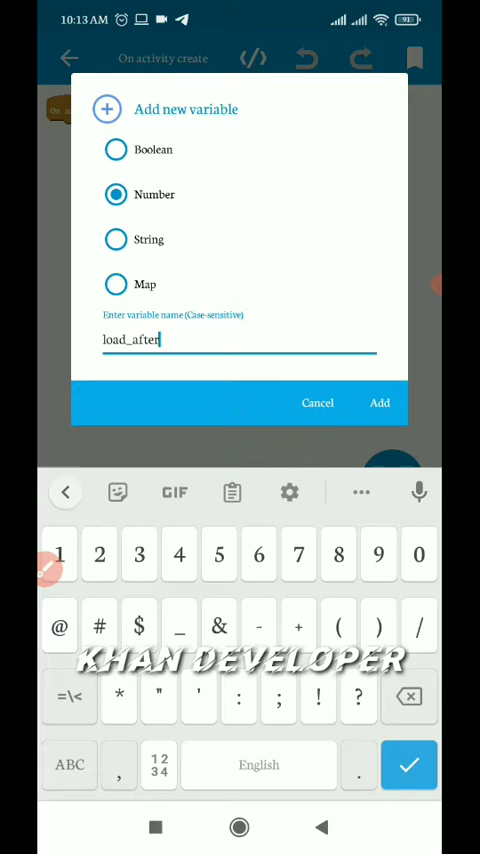 10:13 AM
91
On activity create
On ac
Add new variable
Boolean
Number
String
Map
Enter variable name (Case-sensitive)
load_after
Cancel
Add
GIF
1 2 3 4 5 6 7 8 9 0
@ # $ _ & - + ( ) /
KHAN DEVELOPER
=\< * " ' : ; ! ?
ABC , 12 34 English .